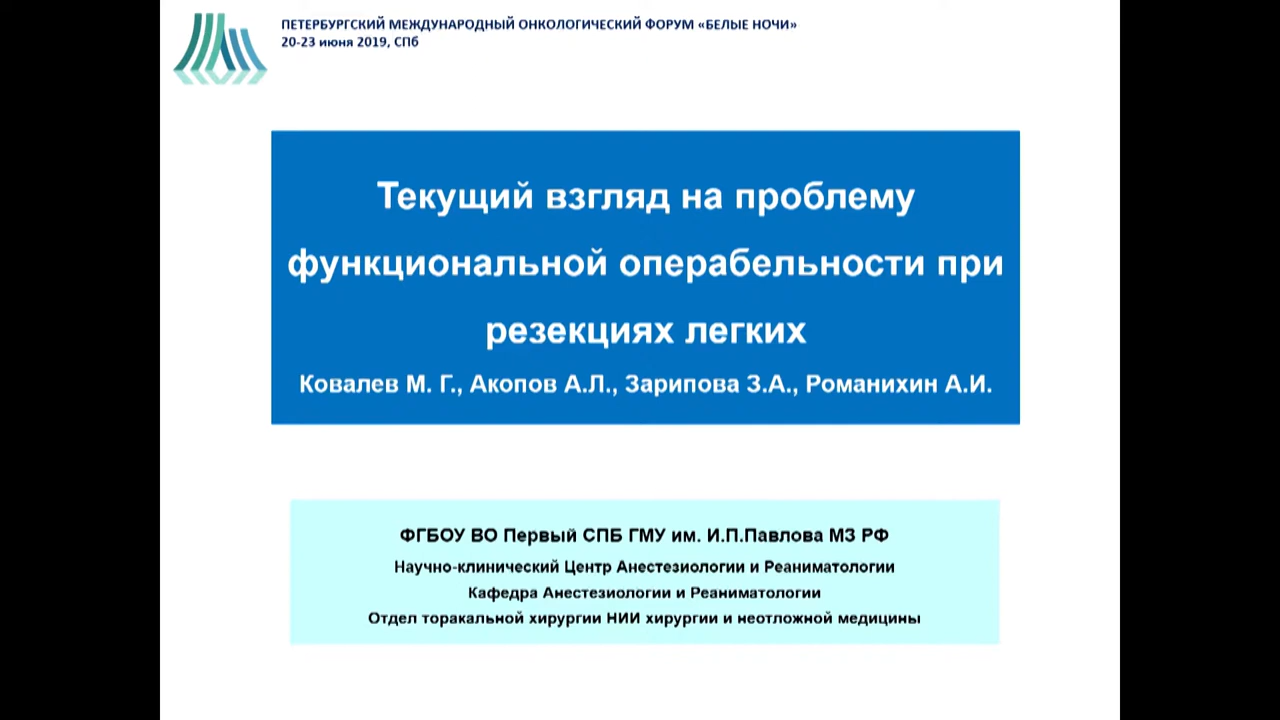 ПЕТЕРБУРГСКИЙ МЕЖДУНАРОДНЫЙ ОНКОЛОГИЧЕСКИЙ ФОРУМ «БЕЛЫЕ НОЧИ»
20-23 июня 2019, СПб
Текущий взгляд на проблему
функциональной операбельности при
резекциях легких
Ковалев М. Г., Акопов А.Л., Зарипова З.А., Романихин А.И.
ФГБОУ ВО Первый СПБ ГМУ им. И.П.Павлова МЗ РФ
Научно-клинический Центр Анестезиологии и Реаниматологии
Кафедра Анестезиологии и Реаниматологии
Отдел торакальной хирургии НИИ хирургии и неотложной медицины